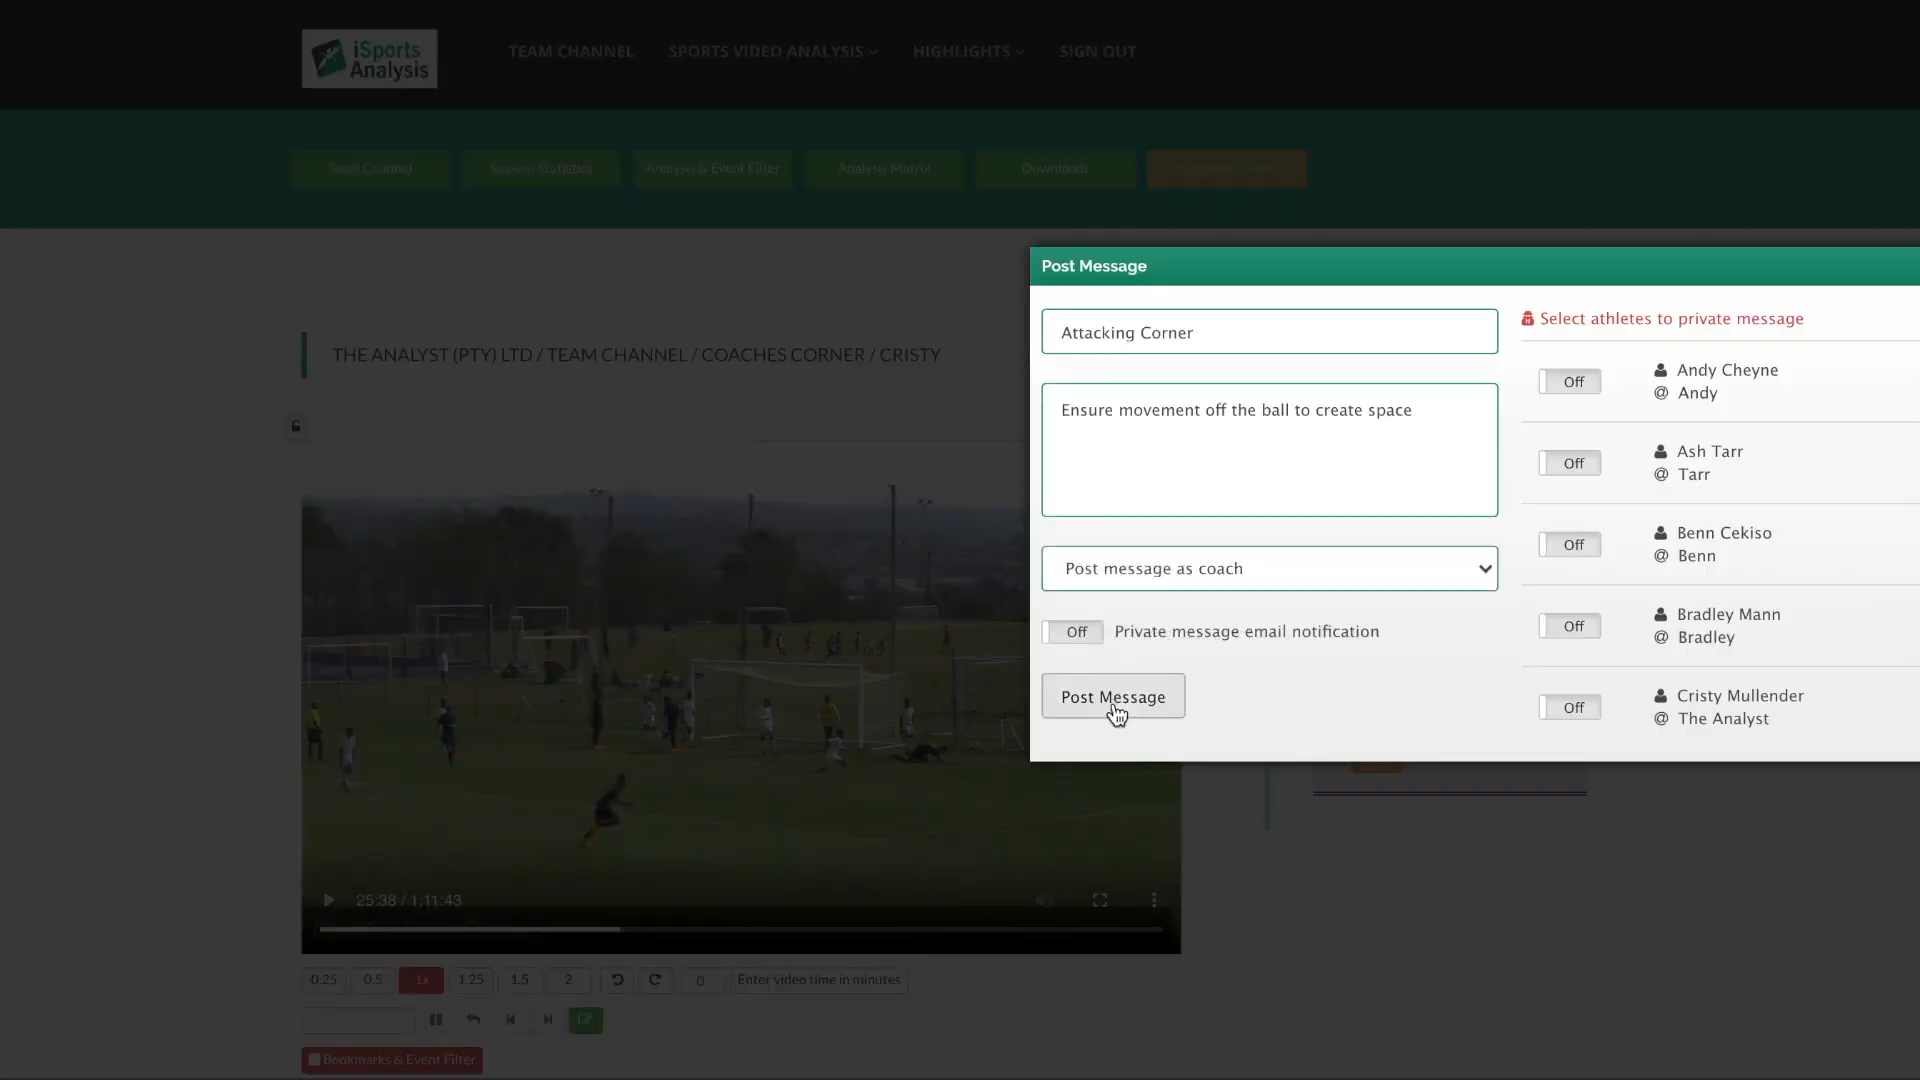 iSports
Analysis
TEAM CHANNEL
SPORTS VIDEO ANALYSIS
HIGHLIGHTS
SIGN OUT
Team Channel
Session Statistics
Analysis & Event Filter
Analysis Matrix
Downloads
THE ANALYST (PTY) LTD / TEAM CHANNEL / COACHES CORNER / CRISTY
Post Message
Attacking Corner
Ensure movement off the ball to create space
Post message as coach
Off Private message email notification
Post Message
Select athletes to private message
Off
Andy Cheyne
@ Andy
Off
Ash Tarr
@ Tarr
Off
Benn Cekiso
@ Benn
Off
Bradley Mann
@ Bradley
Off
Cristy Mullender
@ The Analyst
25:38 / 1:11:43
0.25 0.5 1x 1.25 1.5 2 0 Enter video time in minutes
Bookmarks & Event Filter